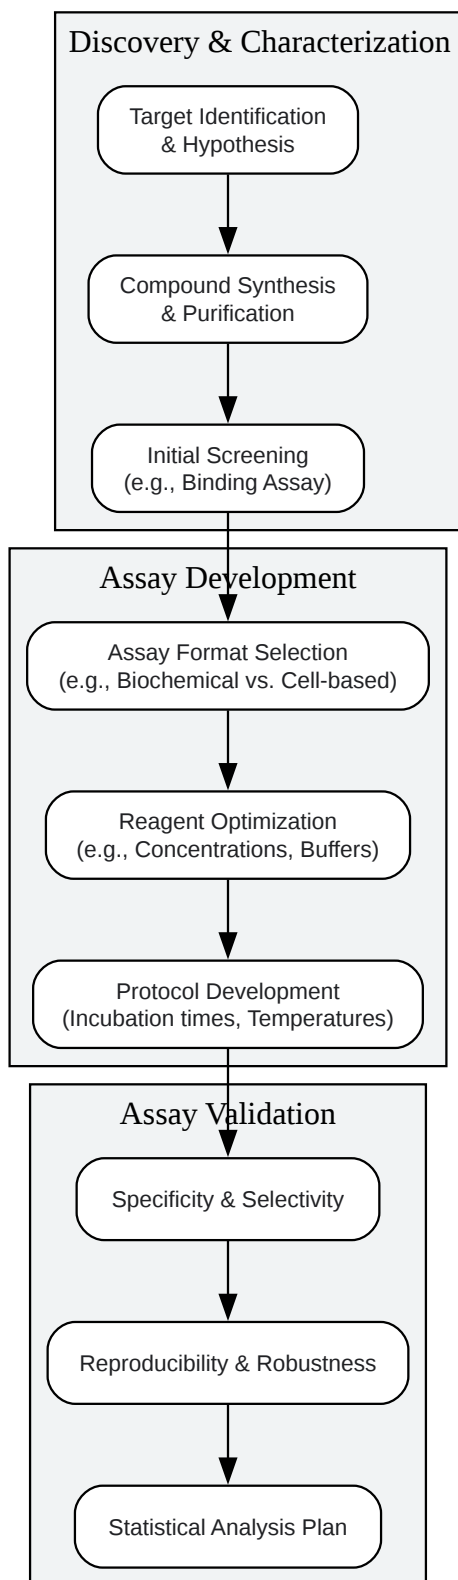 Discovery & Characterization
Target Identification
& Hypothesis
Compound Synthesis
& Purification
Initial Screening
(e.g., Binding Assay)
Assay Development
Assay Format Selection
(e.g., Biochemical vs. Cell-based)
Reagent Optimization
(e.g., Concentrations, Buffers)
Protocol Development
(Incubation times, Temperatures)
Assay Validation
Specificity & Selectivity
Reproducibility & Robustness
Statistical Analysis Plan